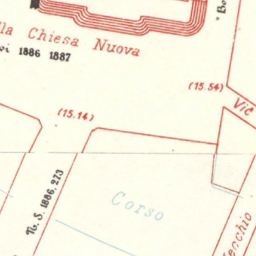 lla Chiesa Nuova
vi 1886 1887
(15.54)
(15.14)
N. S. 1886, 273
Corso
Vecchio